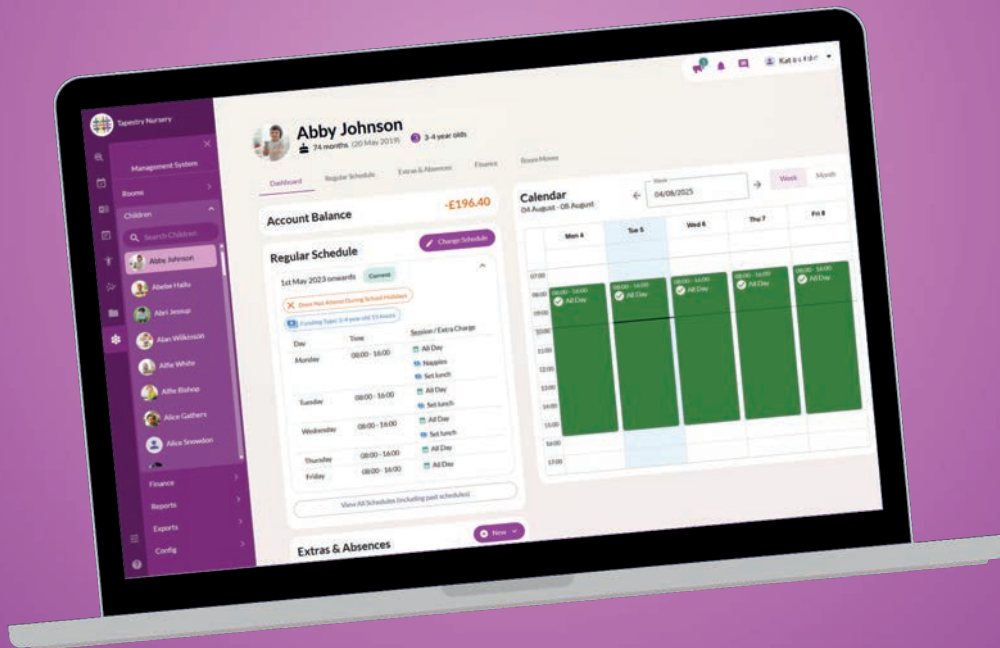 Tapestry Nursery
Management System
Rooms
Children
Search Children
Abby Johnson
Abebe Hailu
Abri Jessup
Alan Wilkinson
Alfie White
Alfie Bishop
Alice Gathers
Alice Snowdon
Finance
Reports
Exports
Config
Abby Johnson
74 months (20 May 2019) 3-4 year olds
Dashboard Regular Schedule Extras & Absences Finance Room Moves
Account Balance -£196.40
Regular Schedule Change Schedule
1st May 2023 onwards Current
Does Not Attend During School Holidays
Funding Type: 3-4 year old 15 hours
Day Time Session / Extra Charge
Monday 08:00 - 16:00 All Day
Nappies
Set lunch
Tuesday 08:00 - 16:00 All Day
Set lunch
Wednesday 08:00 - 16:00 All Day
Set lunch
Thursday 08:00 - 16:00 All Day
Friday 08:00 - 16:00 All Day
View All Schedules (including past schedules)
Extras & Absences New
Calendar
04 August - 08 August
Week
04/08/2025
Week Month
Mon 4 Tue 5 Wed 6 Thu 7 Fri 8
07:00
08:00
09:00
10:00
11:00
12:00
13:00
14:00
15:00
16:00
17:00
08:00 - 16:00 08:00 - 16:00 08:00 - 16:00 08:00 - 16:00 08:00 - 16:00
All Day All Day All Day All Day All Day